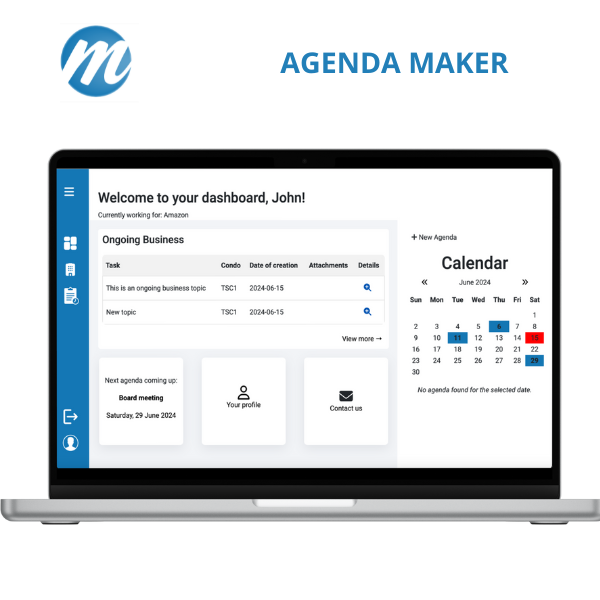 m
AGENDA MAKER
Welcome to your dashboard, John!
Currently working for: Amazon
Ongoing Business
Task Condo Date of creation Attachments Details
This is an ongoing business topic TSC1 2024-06-15
New topic TSC1 2024-06-15
View more →
Next agenda coming up:
Board meeting
Saturday, 29 June 2024
Your profile
Contact us
+ New Agenda
Calendar
« June 2024 »
Sun Mon Tue Wed Thu Fri Sat
1
2 3 4 5 6 7 8
9 10 11 12 13 14 15
16 17 18 19 20 21 22
23 24 25 26 27 28 29
30
No agenda found for the selected date.